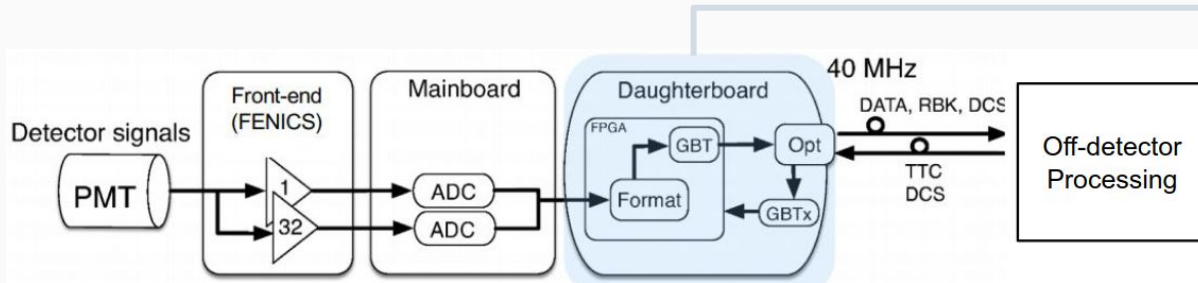 Detector signals
PMT
Front-end
(FENICS)
1
32
Mainboard
ADC
ADC
Daughterboard
FPGA
GBT
Format
Opt
GBTx
40 MHz
DATA, RBK, DCS
TTC
DCS
Off-detector
Processing